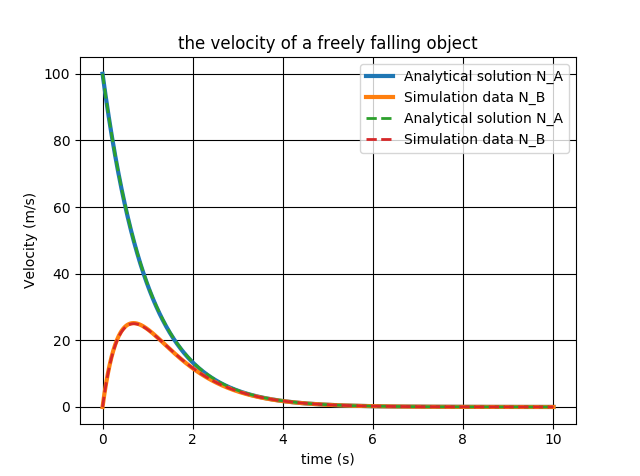 the velocity of a freely falling object
Analytical solution N_A
Simulation data N_B
Analytical solution N_A
Simulation data N_B
Velocity (m/s)
100
80
60
40
20
0
0 2 4 6 8 10
time (s)